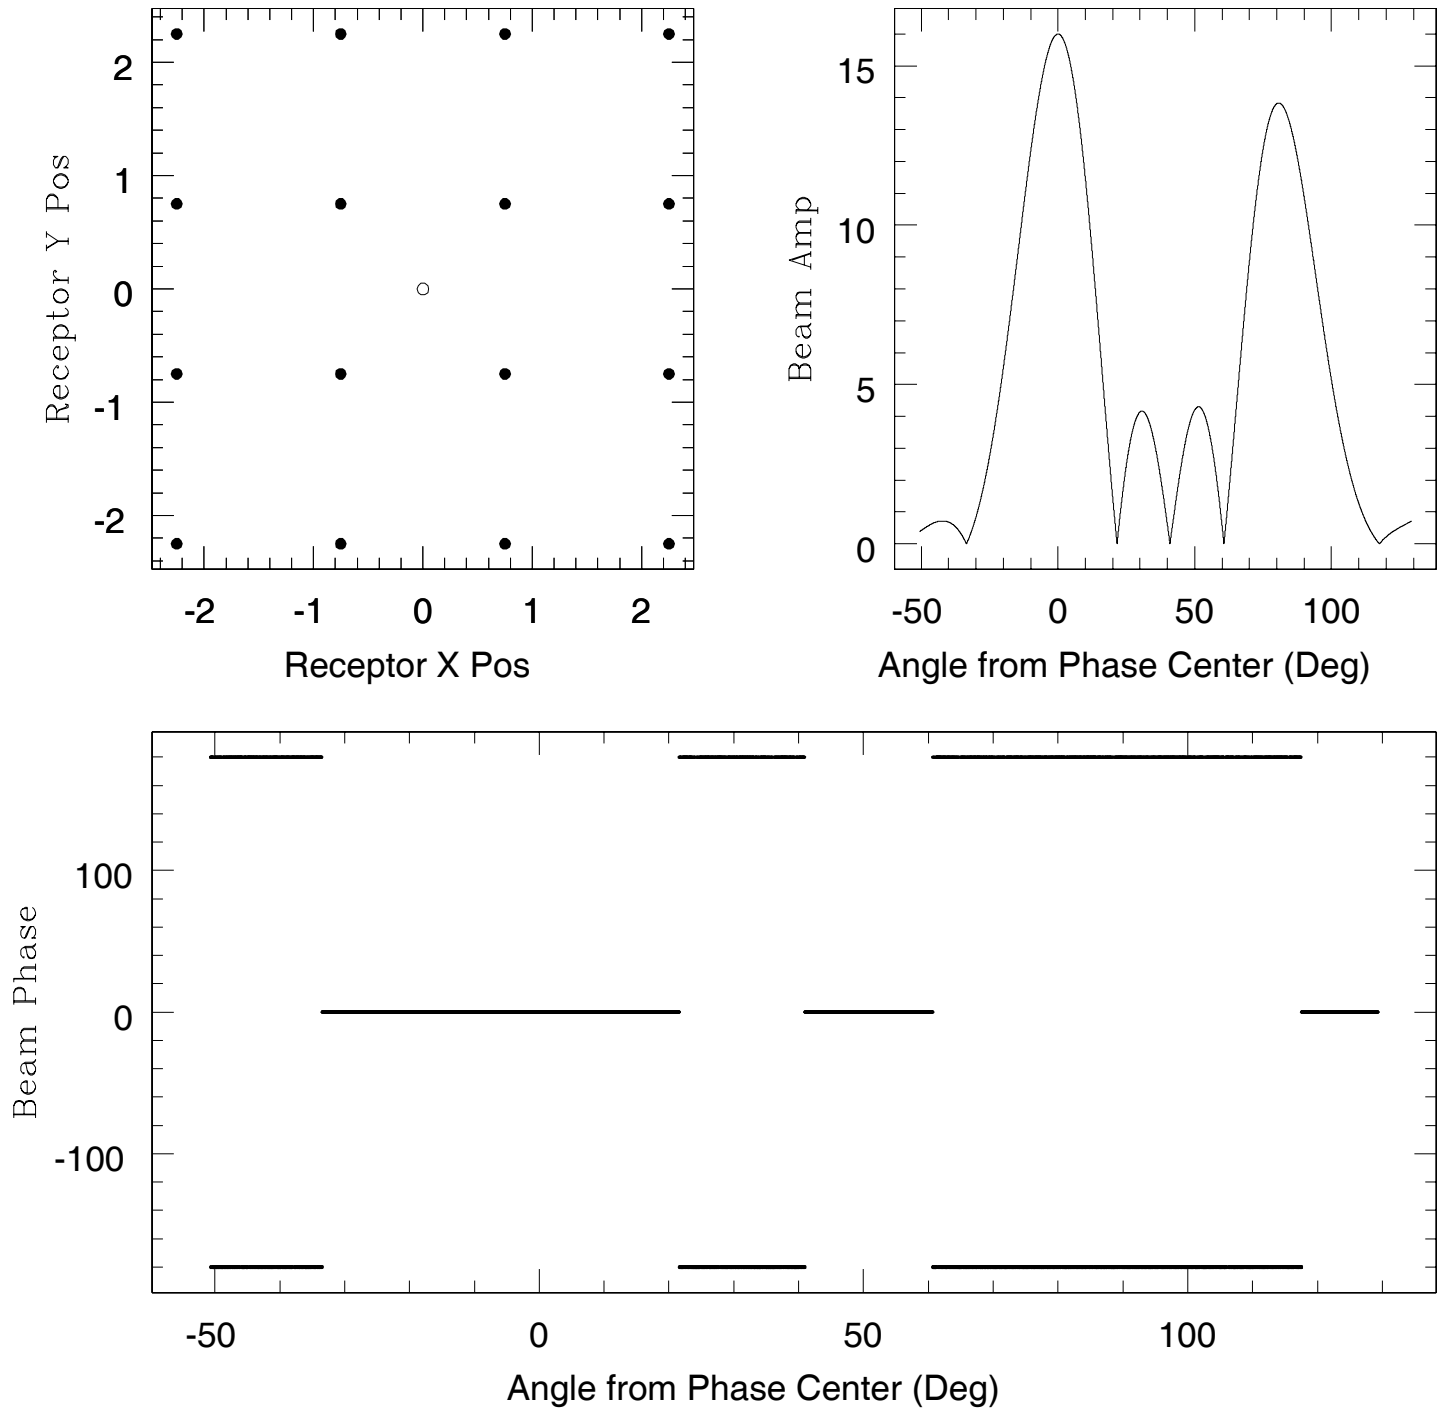 2
1
0
-1
-2
Receptor Y Pos
-2 -1 0 1 2
Receptor X Pos
15
10
5
0
Beam Amp
-50 0 50 100
Angle from Phase Center (Deg)
100
0
-100
Beam Phase
-50 0 50 100
Angle from Phase Center (Deg)